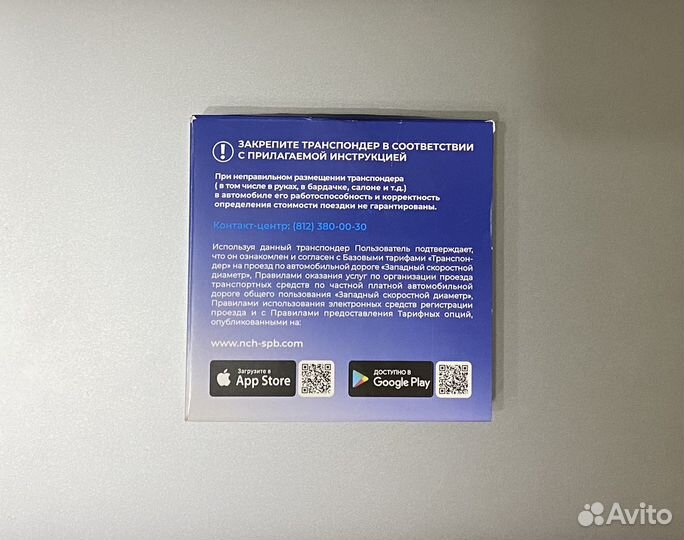 ЗАКРЕПИТЕ ТРАНСПОНДЕР В СООТВЕТСТВИИ
С ПРИЛАГАЕМОЙ ИНСТРУКЦИЕЙ
При неправильном размещении транспондера
( в том числе в руках, в бардачке, салоне и т.д.)
в автомобиле его работоспособность и корректность
определения стоимости поездки не гарантированы.
Контакт-центр: (812) 380-00-30
Используя данный транспондер Пользователь подтверждает,
что он ознакомлен и согласен с Базовыми тарифами «Транспон-
дер» на проезд по автомобильной дороге «Западный скоростной
диаметр», Правилами оказания услуг по организации проезда
транспортных средств по частной платной автомобильной
дороге общего пользования «Западный скоростной диаметр»,
Правилами использования электронных средств регистрации
проезда и с Правилами предоставления Тарифных опций,
опубликованными на:
www.nch-spb.com
Загрузите в
App Store
ДОСТУПНО В
Google Play
Avito